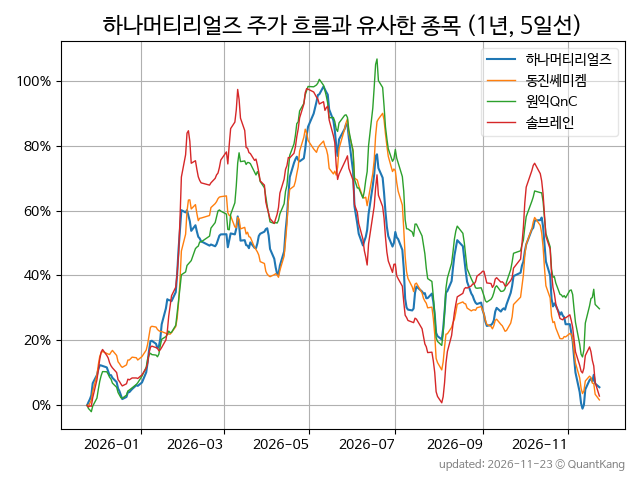 하나머티리얼즈 주가 흐름과 유사한 종목 (1년, 5일선)
하나머티리얼즈
동진쎄미켐
원익QnC
솔브레인
100%
80%
60%
40%
20%
0%
2026-01
2026-03
2026-05
2026-07
2026-09
2026-11
updated: 2026-11-23 © QuantKang